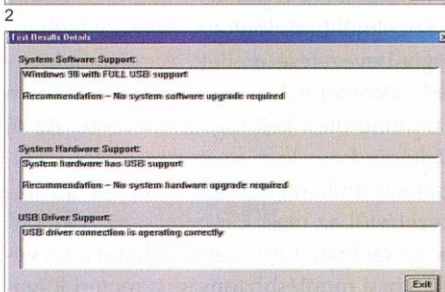 2
Test Results Details
System Software Support:
Windows 98 with FULL USB support
Recommendation - No system software upgrade required
System Hardware Support:
System hardware has USB support
Recommendation - No system hardware upgrade required
USB Driver Support:
USB driver connection is operating correctly
Exit